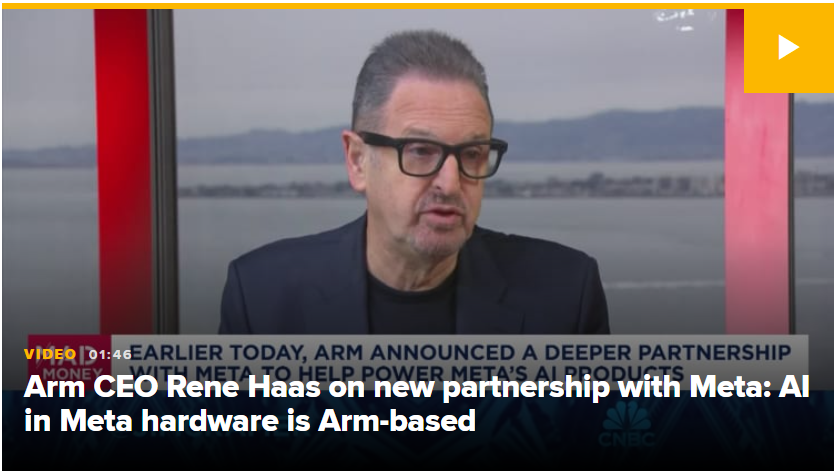 VIDEO 01:46
MAD
MONEY
EARLIER TODAY, ARM ANNOUNCED A DEEPER PARTNERSHIP
WITH META TO HELP POWER META'S AI PRODUCTS
Arm CEO Rene Haas on new partnership with Meta: AI
in Meta hardware is Arm-based
CNBC